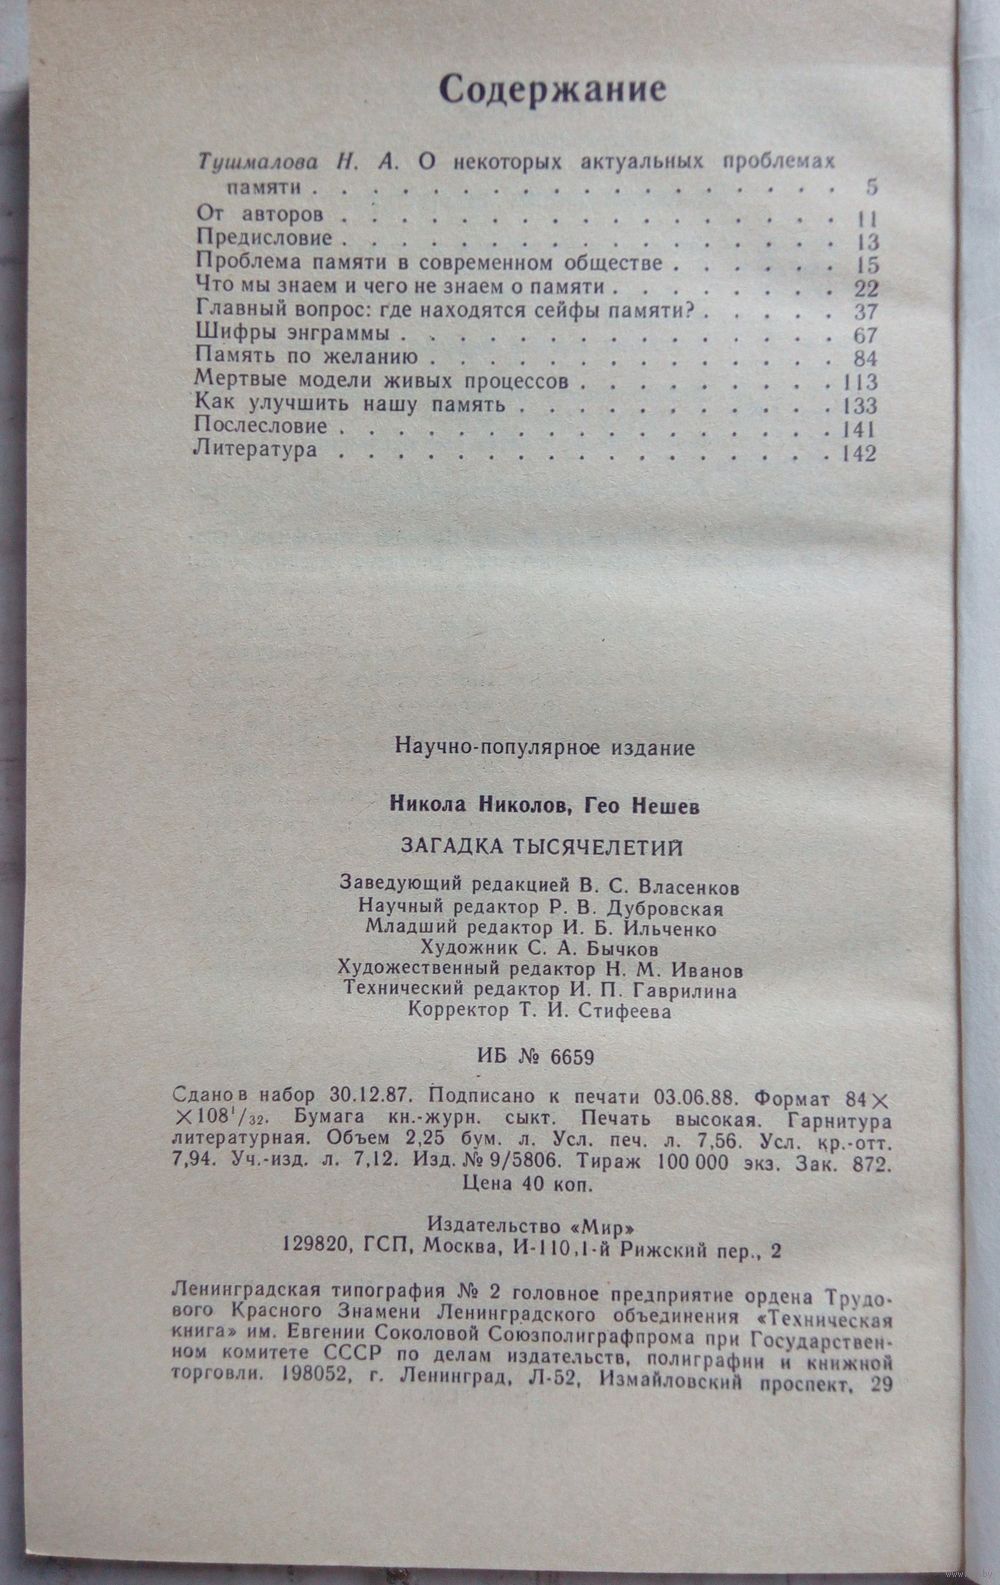 Содержание
Тушмалова Н. А. О некоторых актуальных проблемах
памяти . . . . . . . . . . . . . . . . . . 5
От авторов . . . . . . . . . . . . . . . . . 11
Предисловие . . . . . . . . . . . . . . . . . 13
Проблема памяти в современном обществе . . . . . . 15
Что мы знаем и чего не знаем о памяти . . . . . . . . 22
Главный вопрос: где находятся сейфы памяти? . . . . . 37
Шифры энграммы . . . . . . . . . . . . . . . 67
Память по желанию . . . . . . . . . . . . . . 84
Мертвые модели живых процессов . . . . . . . . . 113
Как улучшить нашу память . . . . . . . . . . . 133
Послесловие . . . . . . . . . . . . . . . . . 141
Литература . . . . . . . . . . . . . . . . . 142
Научно-популярное издание
Никола Николов, Гео Нешев
ЗАГАДКА ТЫСЯЧЕЛЕТИЙ
Заведующий редакцией В. С. Власенков
Научный редактор Р. В. Дубровская
Младший редактор И. Б. Ильченко
Художник С. А. Бычков
Художественный редактор Н. М. Иванов
Технический редактор И. П. Гаврилина
Корректор Т. И. Стифеева
ИБ № 6659
Сдано в набор 30.12.87. Подписано к печати 03.06.88. Формат 84×
×108¹/₃₂. Бумага кн.-журн. сыкт. Печать высокая. Гарнитура
литературная. Объем 2,25 бум. л. Усл. печ. л. 7,56. Усл. кр.-отт.
7,94. Уч.-изд. л. 7,12. Изд. № 9/5806. Тираж 100 000 экз. Зак. 872.
Цена 40 коп.
Издательство «Мир»
129820, ГСП, Москва, И-110, 1-й Рижский пер., 2
Ленинградская типография № 2 головное предприятие ордена Трудо-
вого Красного Знамени Ленинградского объединения «Техническая
книга» им. Евгении Соколовой Союзполиграфпрома при Государствен-
ном комитете СССР по делам издательств, полиграфии и книжной
торговли. 198052, г. Ленинград, Л-52, Измайловский проспект, 29